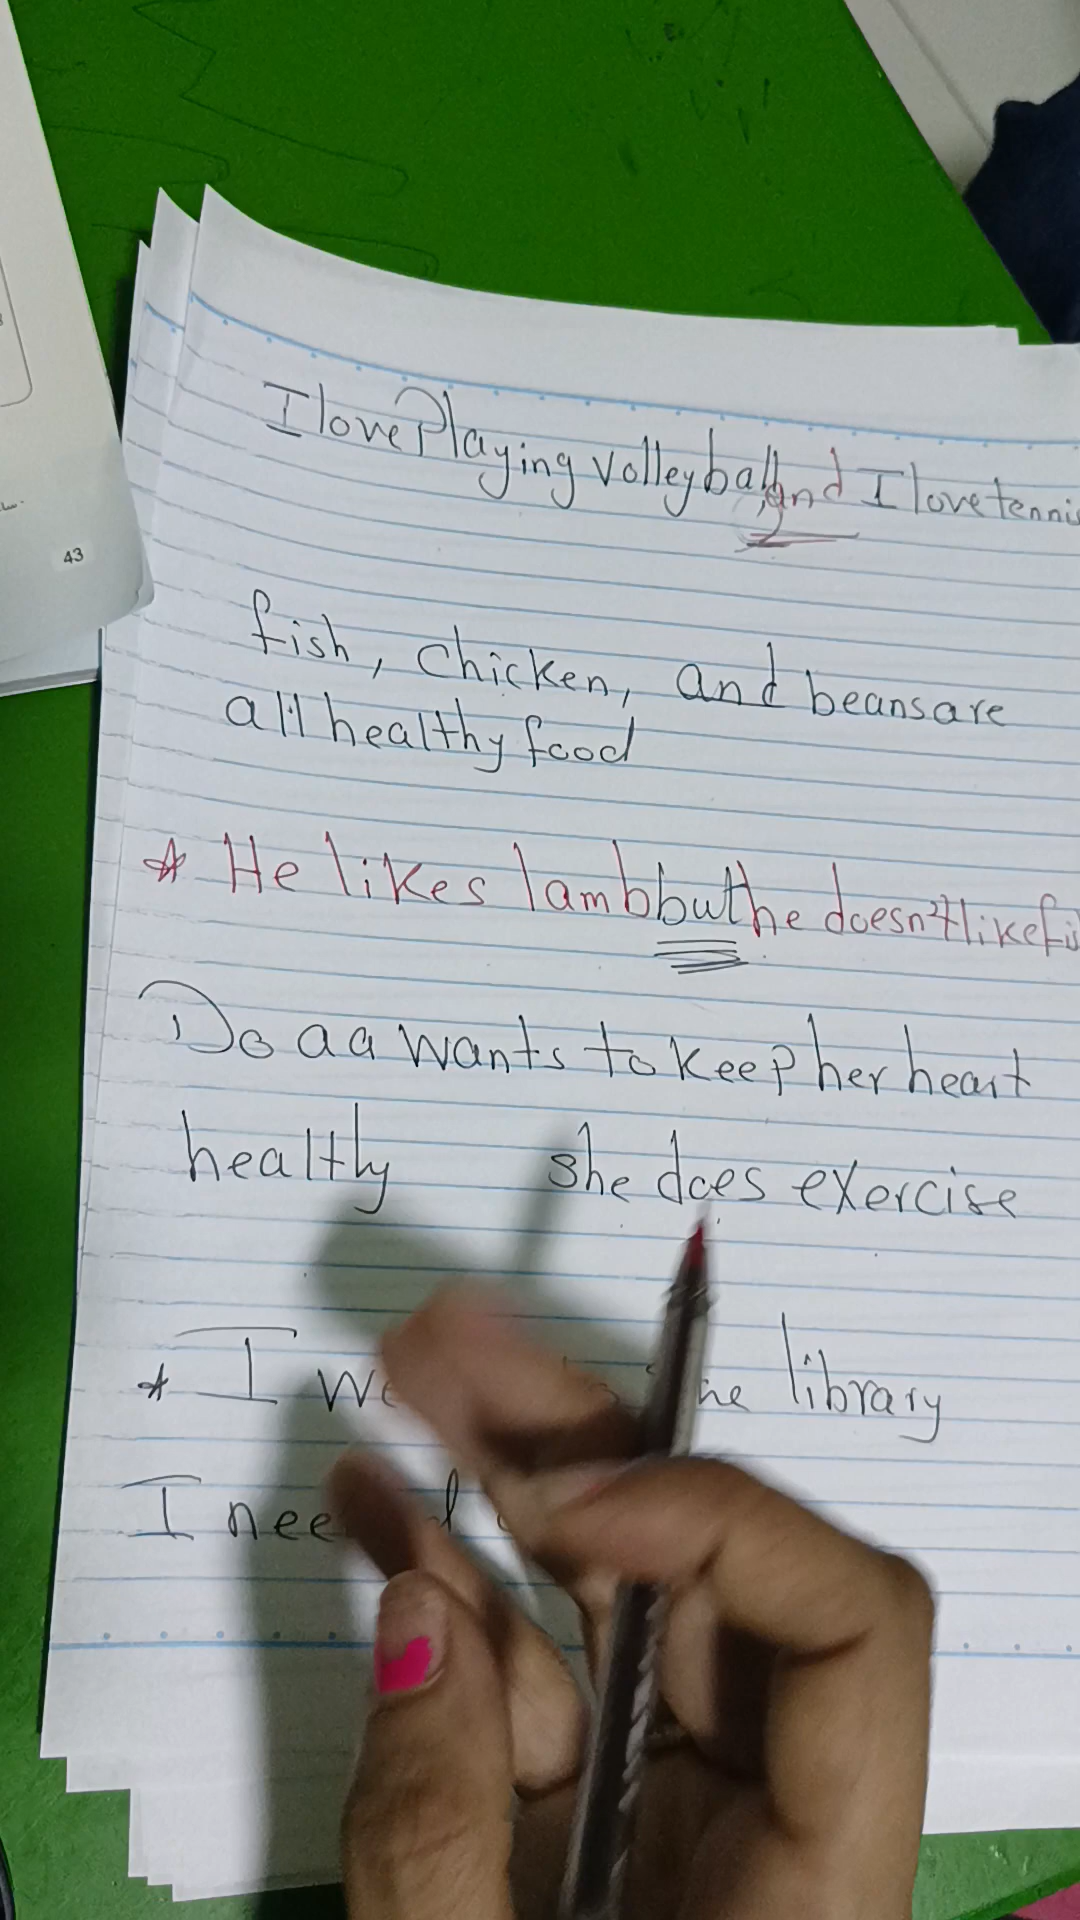 I love Playing volleyball, and I love tennis
fish, chicken, and beans are
all healthy food
* He likes lamb but he doesn't like
Doaa wants to keep her heart
healthy she does exercise
* I the library
I
43